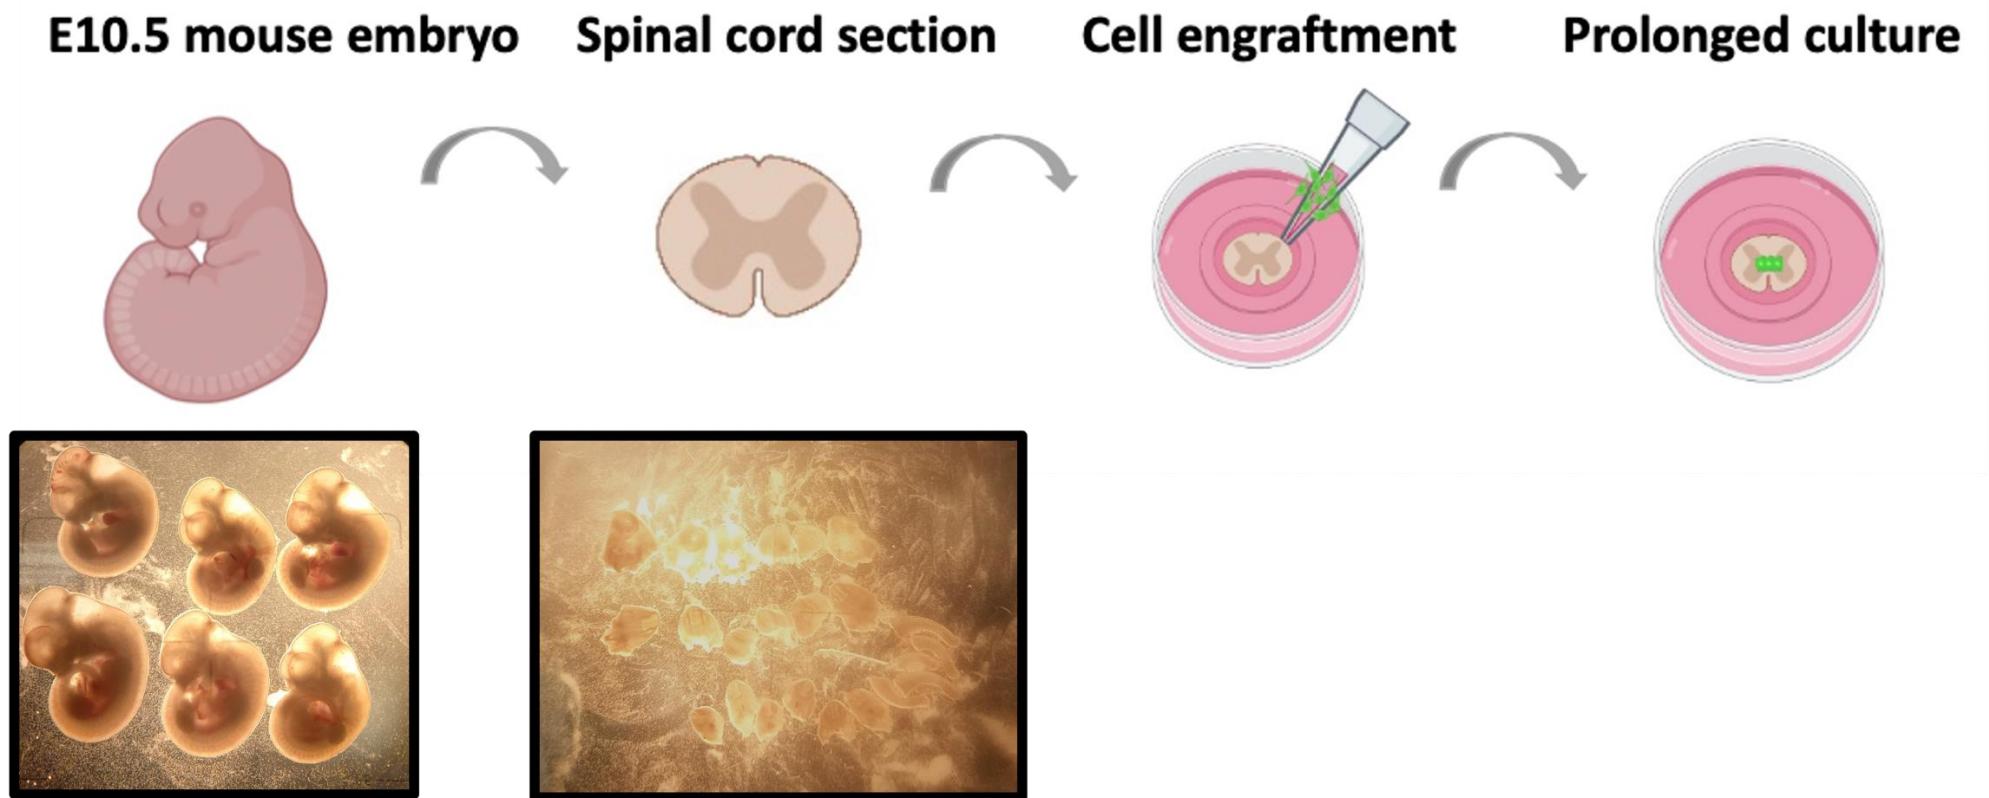 E10.5 mouse embryo
Spinal cord section
Cell engraftment
Prolonged culture